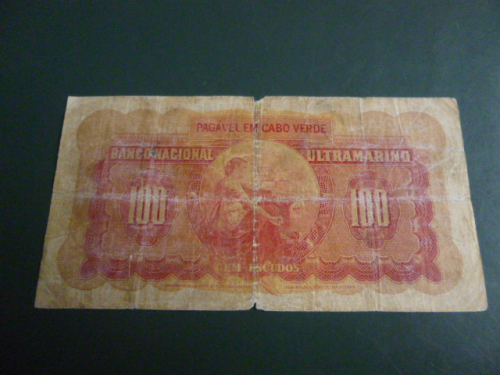 PAGAVEL EM CABO VERDE
BANCO NACIONAL ULTRAMARINO
100 100
CEM ESCUDOS